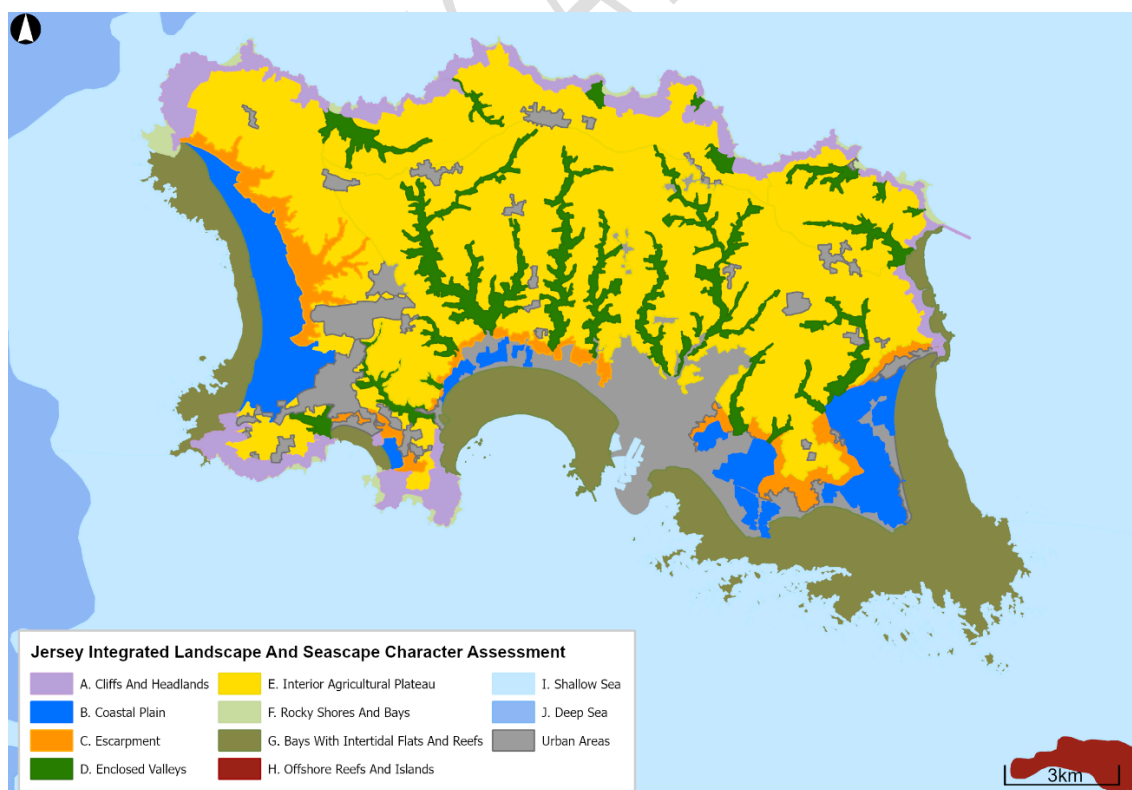 Jersey Integrated Landscape And Seascape Character Assessment
A. Cliffs And Headlands
B. Coastal Plain
C. Escarpment
D. Enclosed Valleys
E. Interior Agricultural Plateau
F. Rocky Shores And Bays
G. Bays With Intertidal Flats And Reefs
H. Offshore Reefs And Islands
I. Shallow Sea
J. Deep Sea
Urban Areas
3km